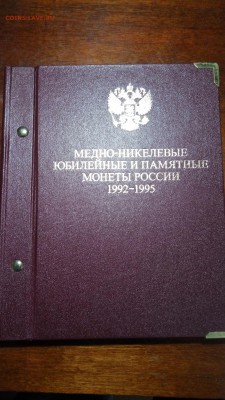 МЕДНО-НИКЕЛЕВЫЕ
ЮБИЛЕЙНЫЕ И ПАМЯТНЫЕ
МОНЕТЫ РОССИИ
1992-1995